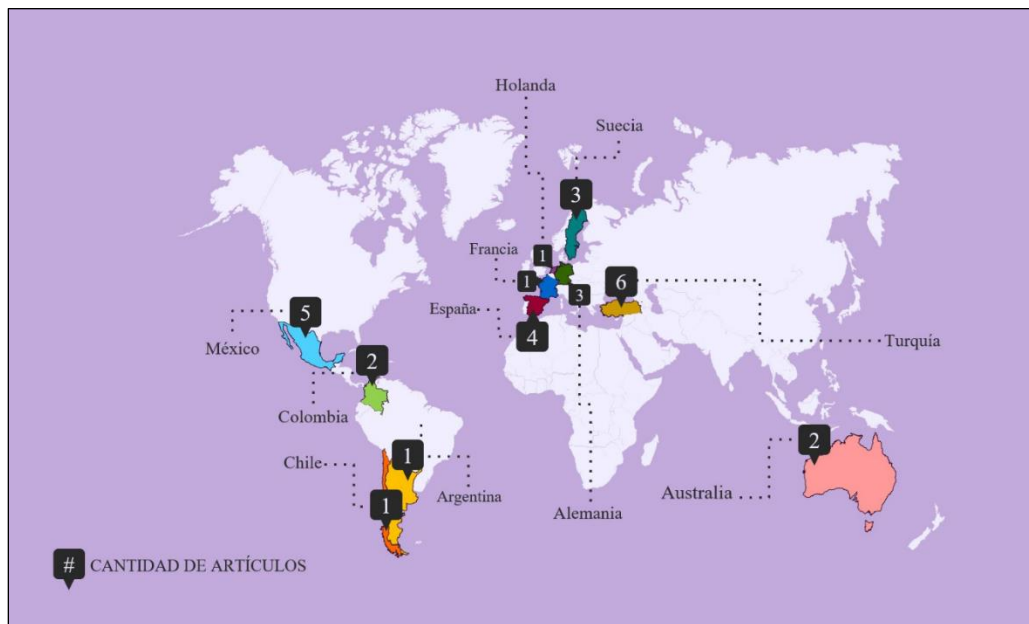 Holanda
Suecia
3
Francia
1
1
6
España
3
4
Turquía
5
México
2
Colombia
2
Chile
1
Argentina
Australia
1
Alemania
# CANTIDAD DE ARTÍCULOS